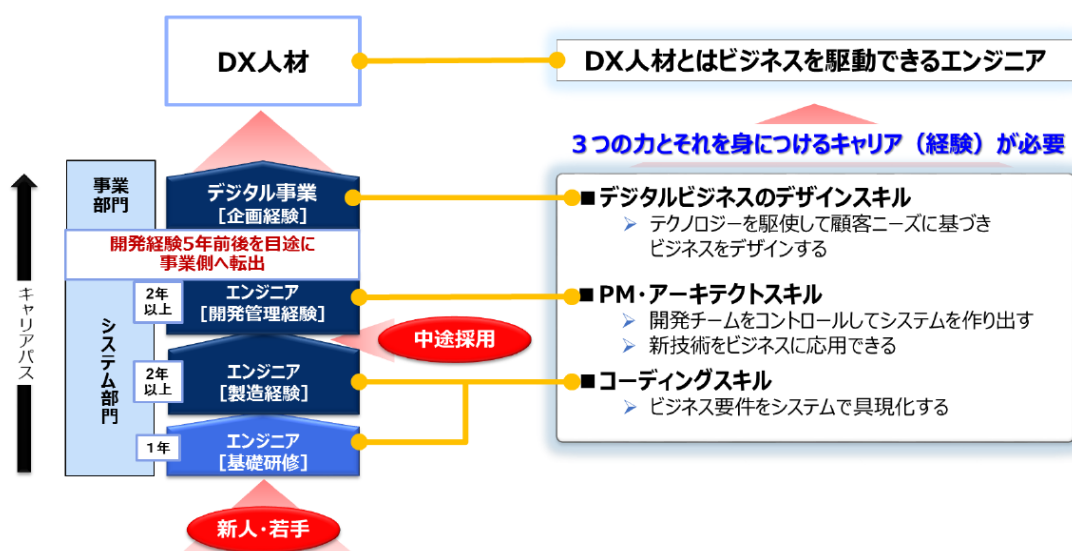 DX人材
DX人材とはビジネスを駆動できるエンジニア
3つの力とそれを身につけるキャリア（経験）が必要
キャリアパス
事業
部門
デジタル事業
［企画経験］
開発経験5年前後を目途に
事業側へ転出
システム部門
2年
以上
エンジニア
［開発管理経験］
中途採用
2年
以上
エンジニア
［製造経験］
1年
エンジニア
［基礎研修］
新人・若手
■デジタルビジネスのデザインスキル
➢ テクノロジーを駆使して顧客ニーズに基づき
ビジネスをデザインする
■PM・アーキテクトスキル
➢ 開発チームをコントロールしてシステムを作り出す
➢ 新技術をビジネスに応用できる
■コーディングスキル
➢ ビジネス要件をシステムで具現化する